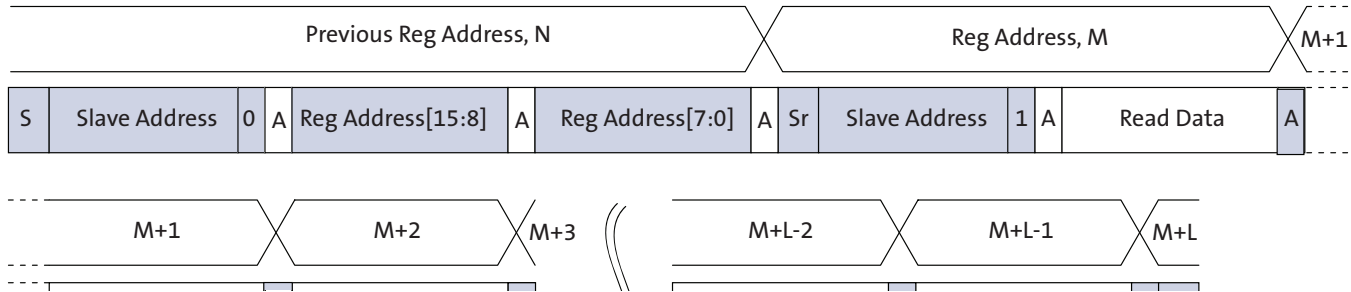 Previous Reg Address, N Reg Address, M M+1
S Slave Address 0 A Reg Address[15:8] A Reg Address[7:0] A Sr Slave Address 1 A Read Data A
M+1 M+2 M+3 M+L-2 M+L-1 M+L